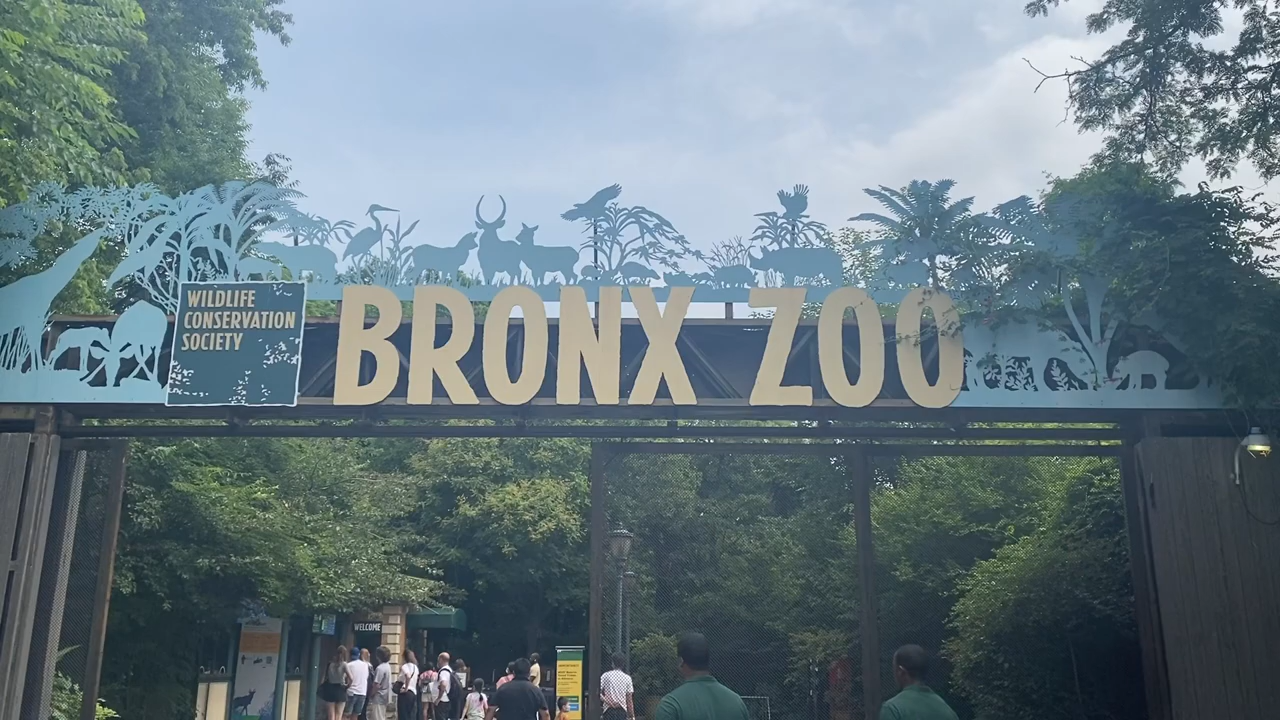 WILDLIFE
CONSERVATION
SOCIETY
BRONX ZOO
WELCOME